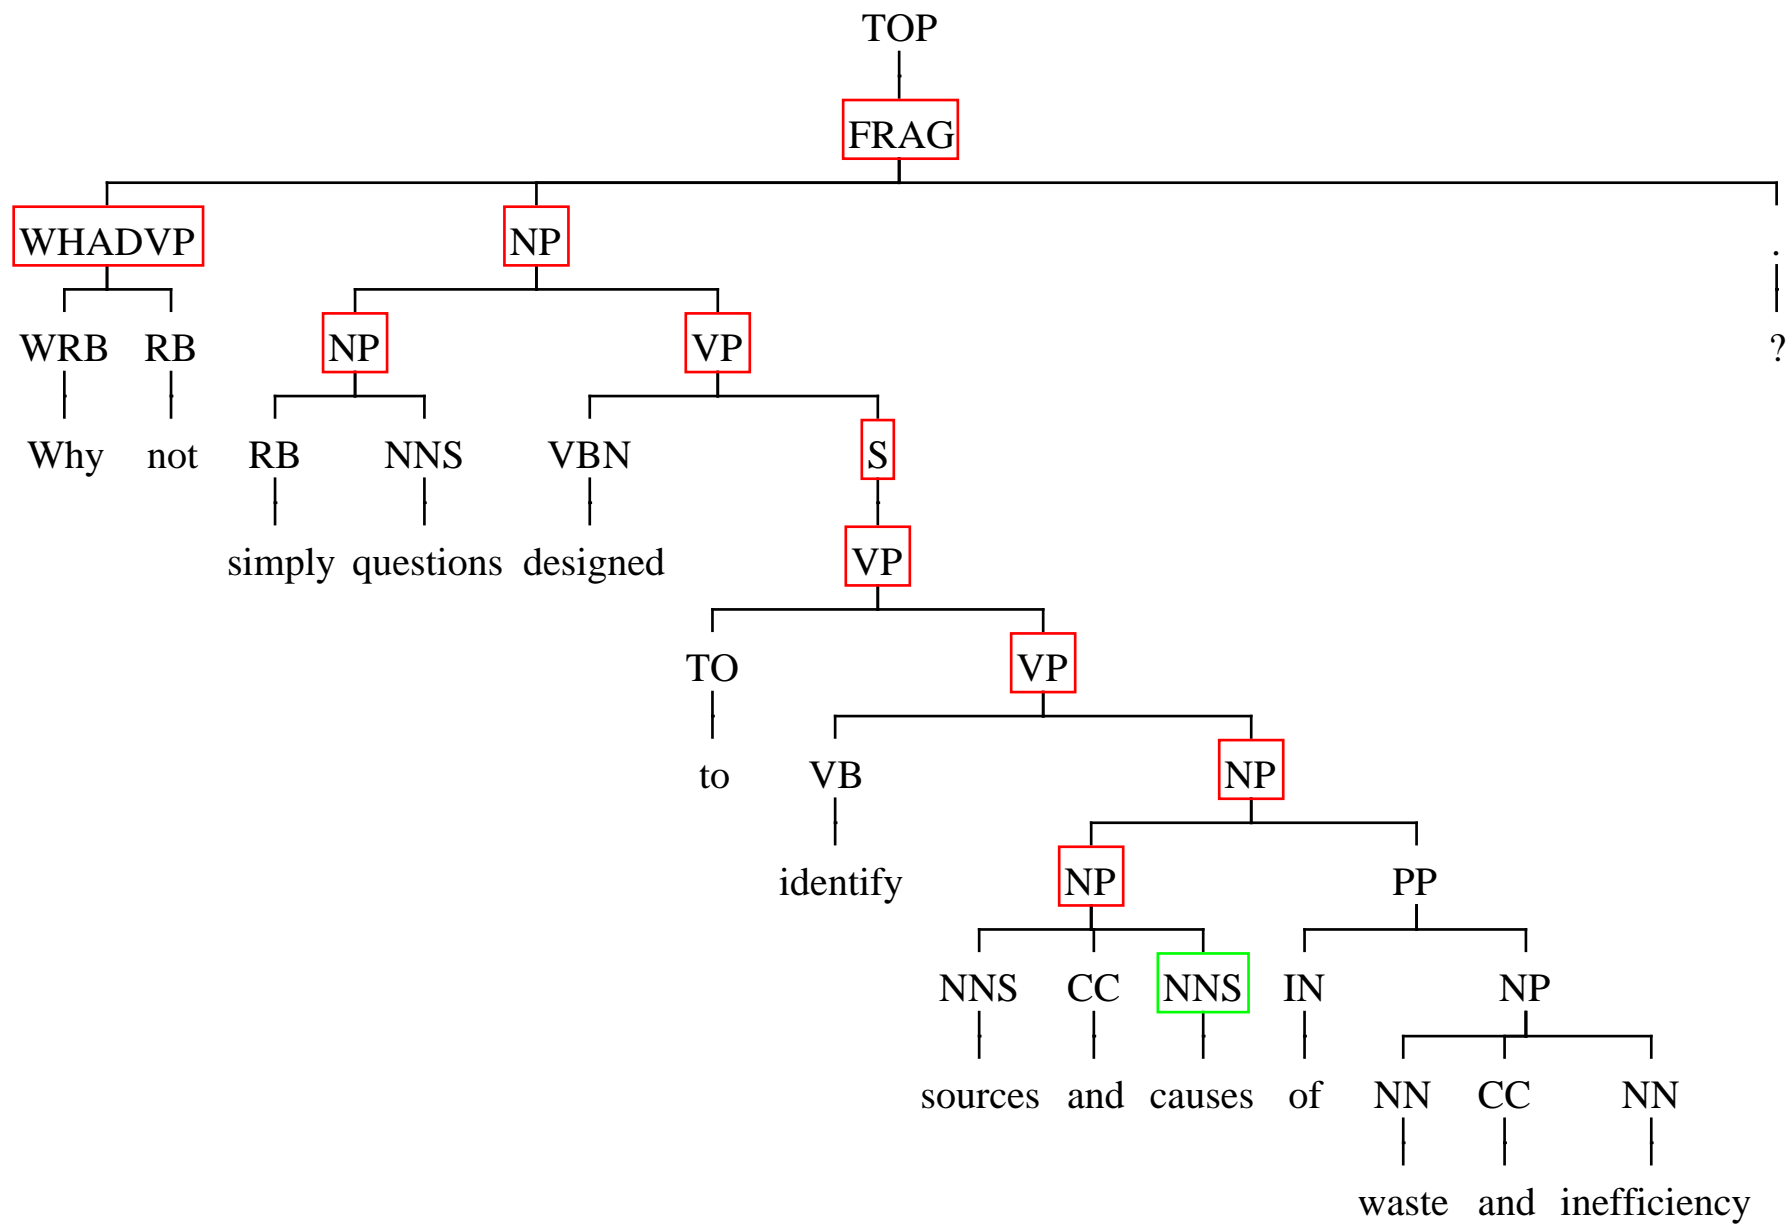 TOP
FRAG
WHADVP NP .
WRB RB NP VP ?
Why not RB NNS VBN S
simply questions designed VP
TO VP
to VB NP
identify NP PP
NNS CC NNS IN NP
sources and causes of NN CC NN
waste and inefficiency